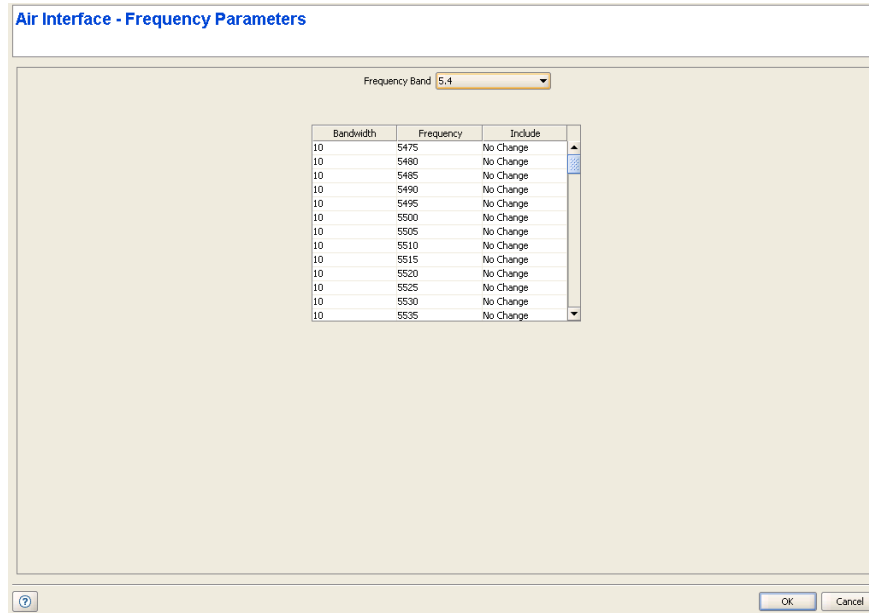 Air Interface - Frequency Parameters
Frequency Band 5.4
Bandwidth Frequency Include
10 5475 No Change
10 5480 No Change
10 5485 No Change
10 5490 No Change
10 5495 No Change
10 5500 No Change
10 5505 No Change
10 5510 No Change
10 5515 No Change
10 5520 No Change
10 5525 No Change
10 5530 No Change
10 5535 No Change
? OK Cancel